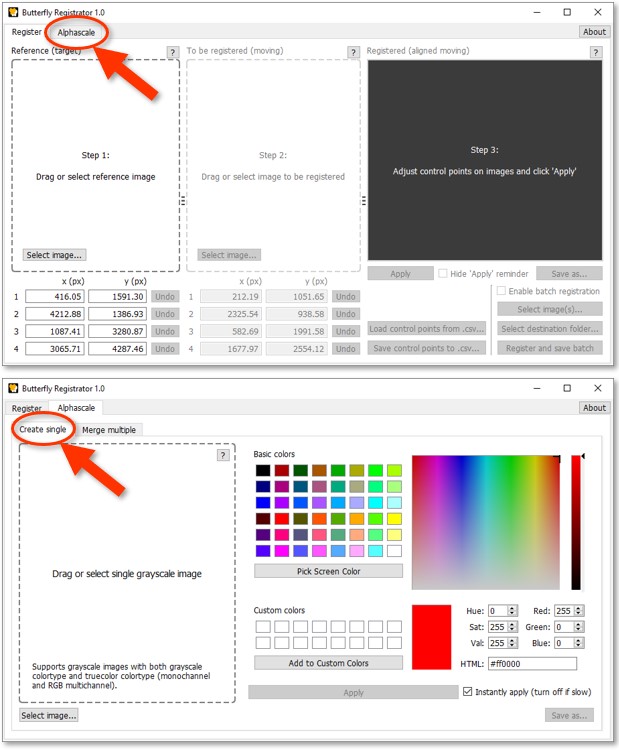 Butterfly Registrator 1.0
Register Alphascale About
Reference (target) ? To be registered (moving) ? Registered (aligned moving) ?
Step 1:
Drag or select reference image
Step 2:
Drag or select image to be registered
Step 3:
Adjust control points on images and click 'Apply'
Select image... Select image...
x (px) y (px) x (px) y (px)
Apply Hide 'Apply' reminder Save as...
1 416.05 1591.30 Undo 1 212.19 1051.65 Undo
2 4212.88 1386.93 Undo 2 2325.54 938.58 Undo
3 1087.41 3280.87 Undo 3 582.69 1991.58 Undo
4 3065.71 4287.46 Undo 4 1677.97 2554.12 Undo
Enable batch registration
Select image(s)...
Load control points from .csv... Select destination folder...
Save control points to .csv... Register and save batch
Butterfly Registrator 1.0
Register Alphascale About
Create single Merge multiple
?
Drag or select single grayscale image
Supports grayscale images with both grayscale
colortype and truecolor colortype (monochannel
and RGB multichannel).
Select image...
Basic colors
Pick Screen Color
Custom colors
Add to Custom Colors
Hue: 0 Red: 255
Sat: 255 Green: 0
Val: 255 Blue: 0
HTML: #ff0000
Apply Instantly apply (turn off if slow)
Save as...